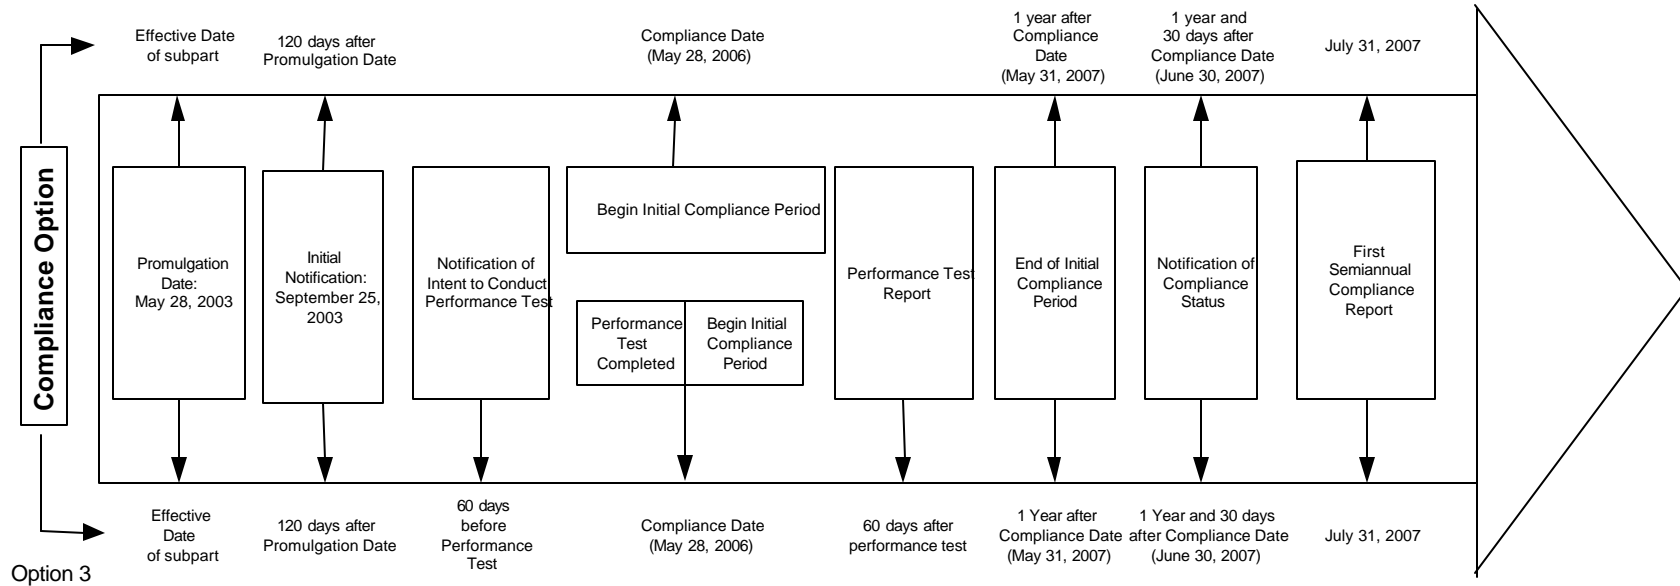 Effective Date
of subpart
120 days after
Promulgation Date
Compliance Date
(May 28, 2006)
1 year after
Compliance
Date
(May 31, 2007)
1 year and
30 days after
Compliance Date
(June 30, 2007)
July 31, 2007
Compliance Option
Promulgation
Date:
May 28, 2003
Initial
Notification:
September 25,
2003
Notification of
Intent to Conduct
Performance Test
Begin Initial Compliance Period
Performance
Test
Completed
Begin Initial
Compliance
Period
Performance Test
Report
End of Initial
Compliance
Period
Notification of
Compliance
Status
First
Semiannual
Compliance
Report
Effective
Date
of subpart
120 days after
Promulgation Date
60 days
before
Performance
Test
Compliance Date
(May 28, 2006)
60 days after
performance test
1 Year after
Compliance Date
(May 31, 2007)
1 Year and 30 days
after Compliance Date
(June 30, 2007)
July 31, 2007
Option 3